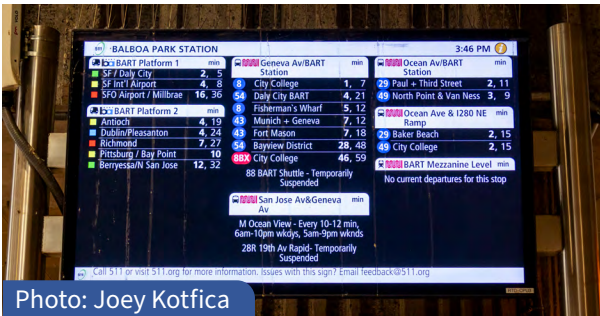 511 BALBOA PARK STATION 3:46 PM
BART Platform 1 min
SF / Daly City 2, 5
SF Int'l Airport 4, 8
SFO Airport / Millbrae 16, 36
BART Platform 2 min
Antioch 4, 19
Dublin/Pleasanton 4, 24
Richmond 7, 27
Pittsburg / Bay Point 10
Berryessa/N San Jose 12, 32
Geneva Av/BART min
Station
8 City College 1, 7
54 Daly City BART 4, 21
8 Fisherman's Wharf 5, 12
43 Munich + Geneva 7, 12
43 Fort Mason 7, 18
54 Bayview District 28, 48
8BX City College 46, 59
88 BART Shuttle - Temporarily
Suspended
San Jose Av&Geneva min
Av
M Ocean View - Every 10-12 min,
6am-10pm wkdys, 5am-9pm wknds
28R 19th Av Rapid- Temporarily
Suspended
Ocean Av/BART min
Station
29 Paul + Third Street 2, 11
49 North Point & Van Ness 3, 9
Ocean Ave & I280 NE min
Ramp
29 Baker Beach 2, 15
49 City College 2, 15
BART Mezzanine Level min
No current departures for this stop
Call 511 or visit 511.org for more information. Issues with this sign? Email feedback@511.org
Photo: Joey Kotfica